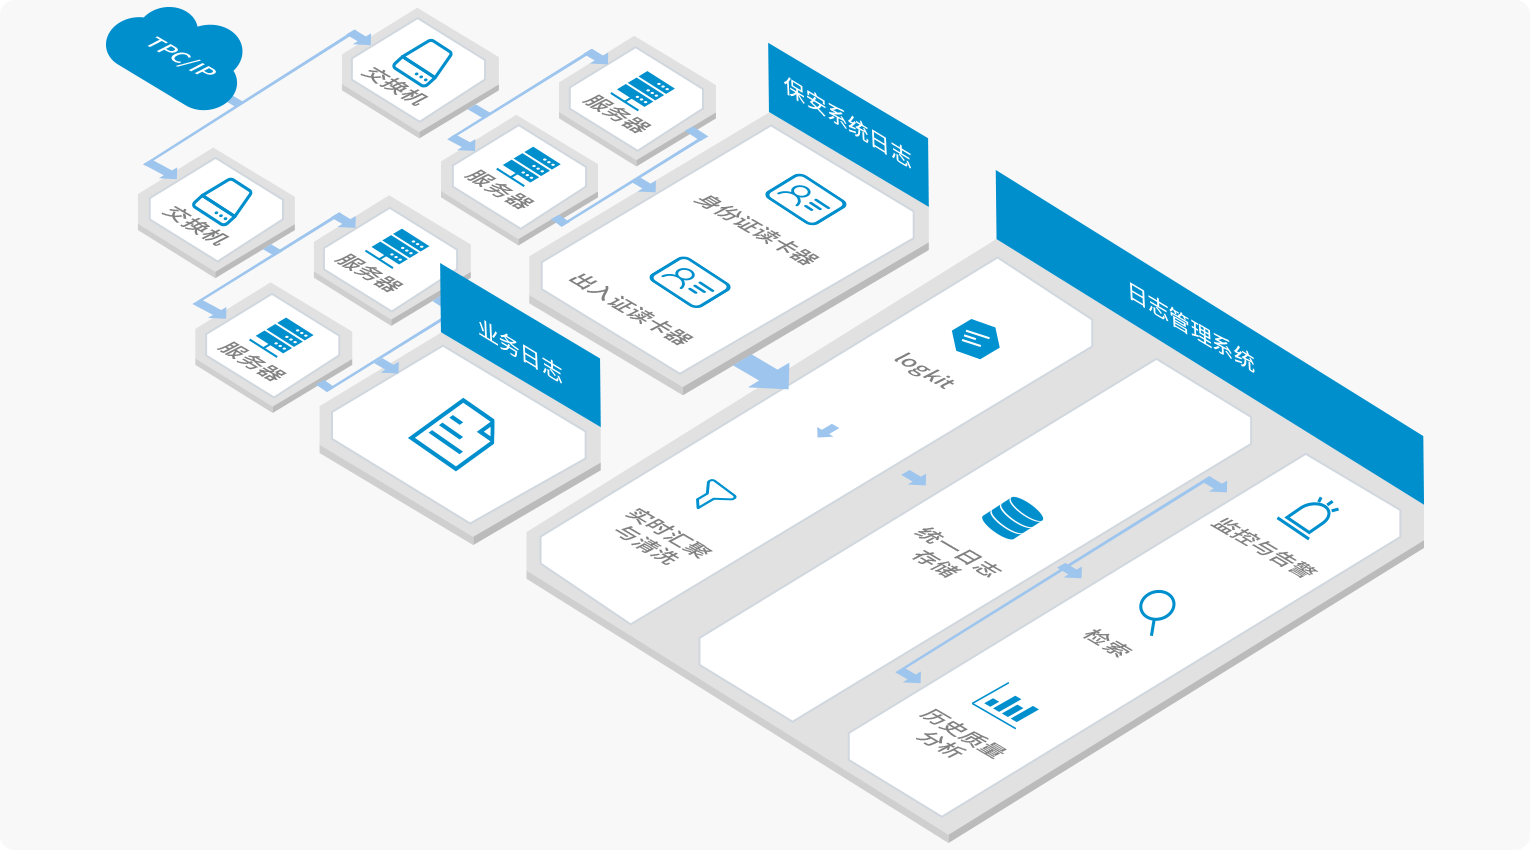 TPC/IP
交换机
服务器
服务器
保安系统日志
身份证读卡器
出入证读卡器
交换机
服务器
服务器
业务日志
日志管理系统
logkit
实时汇聚
与清洗
统一日志
存储
监控与告警
检索
历史质量
分析